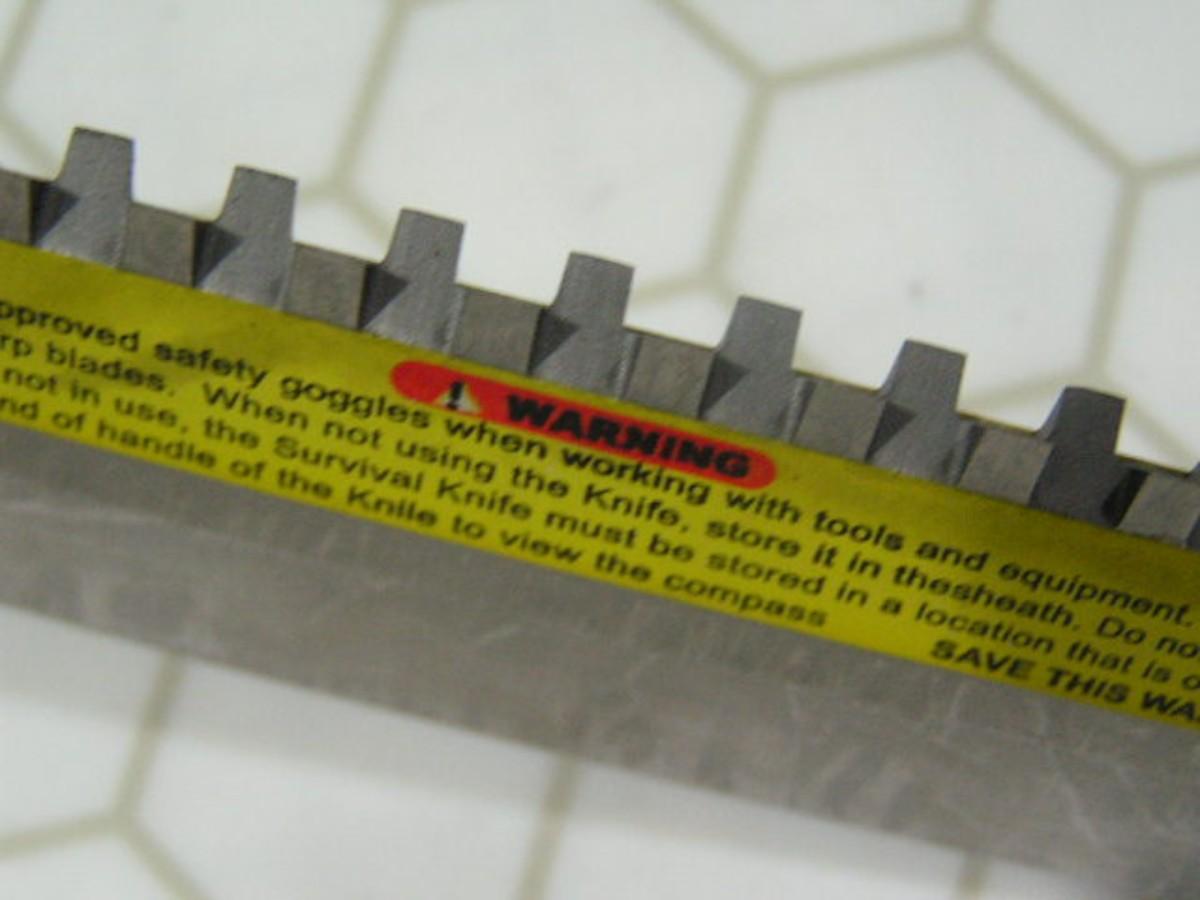 WARNING
pproved safety goggles when working with tools and equipment.
rp blades. When not using the Knife, store it in thesheath. Do no
not in use, the Survival Knife must be stored in a location that is o
nd of handle of the Knife to view the compass
SAVE THIS WA